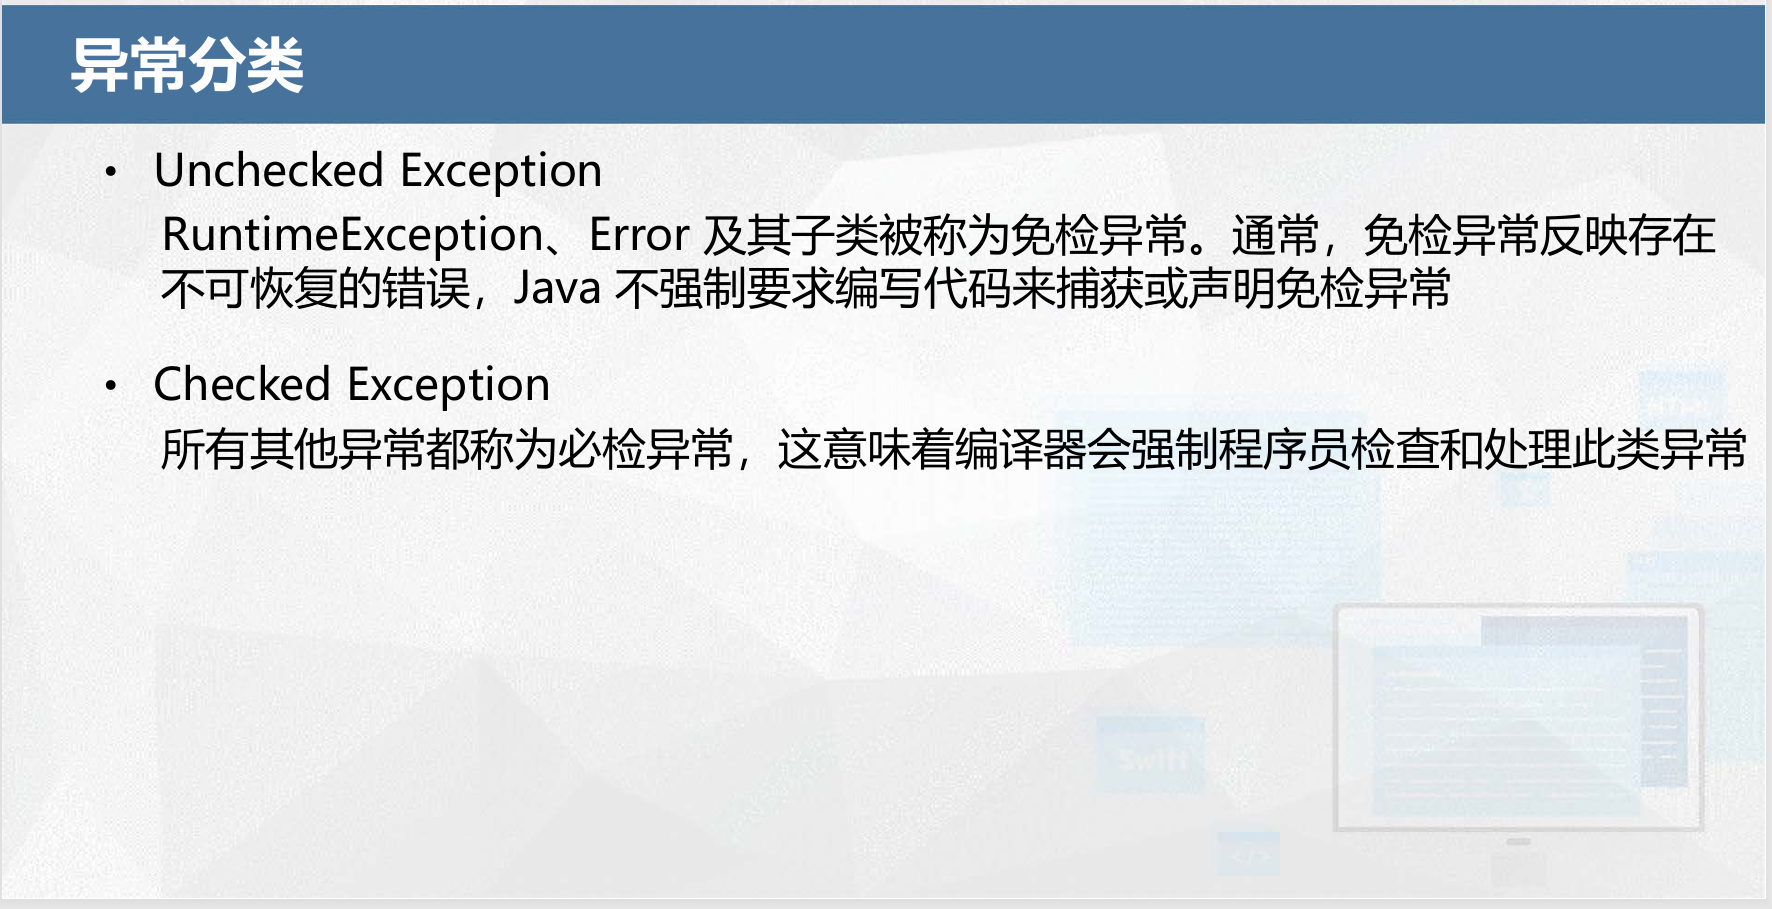 异常分类
• Unchecked Exception
RuntimeException、Error 及其子类被称为免检异常。通常，免检异常反映存在
不可恢复的错误，Java 不强制要求编写代码来捕获或声明免检异常
• Checked Exception
所有其他异常都称为必检异常，这意味着编译器会强制程序员检查和处理此类异常
Swift
</>